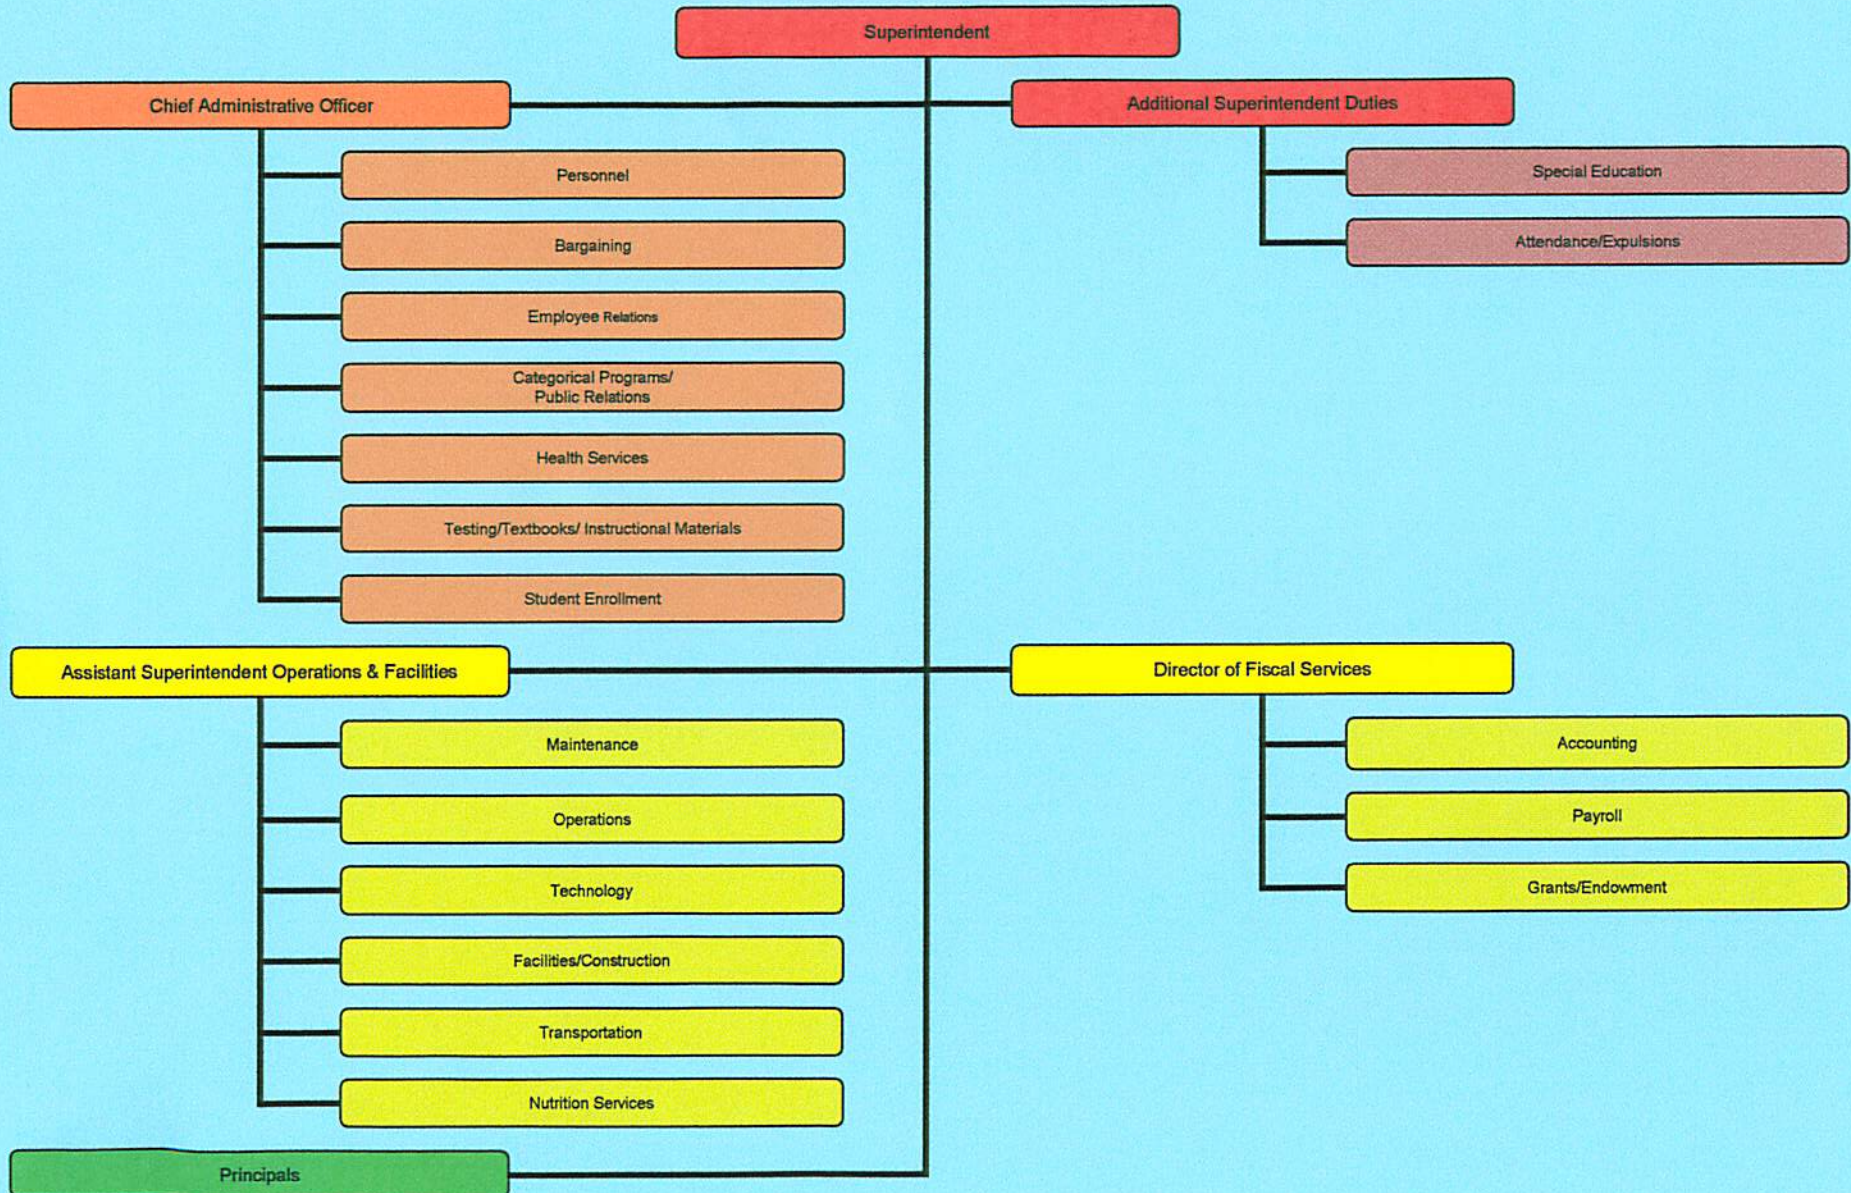 Superintendent
Chief Administrative Officer
Additional Superintendent Duties
Personnel
Bargaining
Employee Relations
Categorical Programs/
Public Relations
Health Services
Testing/Textbooks/ Instructional Materials
Student Enrollment
Special Education
Attendance/Expulsions
Assistant Superintendent Operations & Facilities
Director of Fiscal Services
Maintenance
Operations
Technology
Facilities/Construction
Transportation
Nutrition Services
Accounting
Payroll
Grants/Endowment
Principals